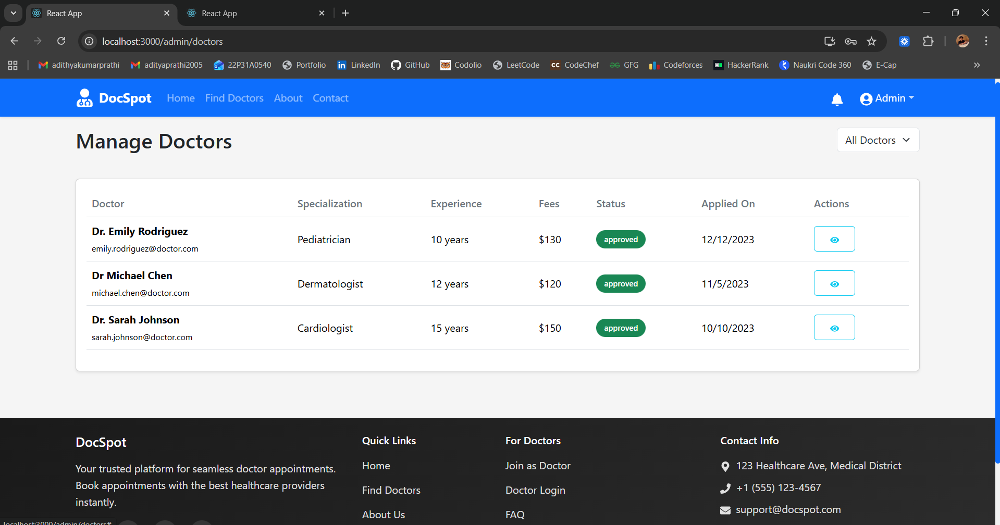 React App
React App
localhost:3000/admin/doctors
adithyakumarprathi
adityaprathi2005
22P31A0540
Portfolio
LinkedIn
GitHub
Codolio
LeetCode
CodeChef
GFG
Codeforces
HackerRank
Naukri Code 360
E-Cap
DocSpot
Home
Find Doctors
About
Contact
Admin
Manage Doctors
All Doctors
Doctor Specialization Experience Fees Status Applied On Actions
Dr. Emily Rodriguez
emily.rodriguez@doctor.com
Pediatrician 10 years $130 approved 12/12/2023
Dr Michael Chen
michael.chen@doctor.com
Dermatologist 12 years $120 approved 11/5/2023
Dr. Sarah Johnson
sarah.johnson@doctor.com
Cardiologist 15 years $150 approved 10/10/2023
DocSpot
Your trusted platform for seamless doctor appointments.
Book appointments with the best healthcare providers
instantly.
Quick Links
Home
Find Doctors
About Us
For Doctors
Join as Doctor
Doctor Login
FAQ
Contact Info
123 Healthcare Ave, Medical District
+1 (555) 123-4567
support@docspot.com
localhost:3000/admin/doctors#